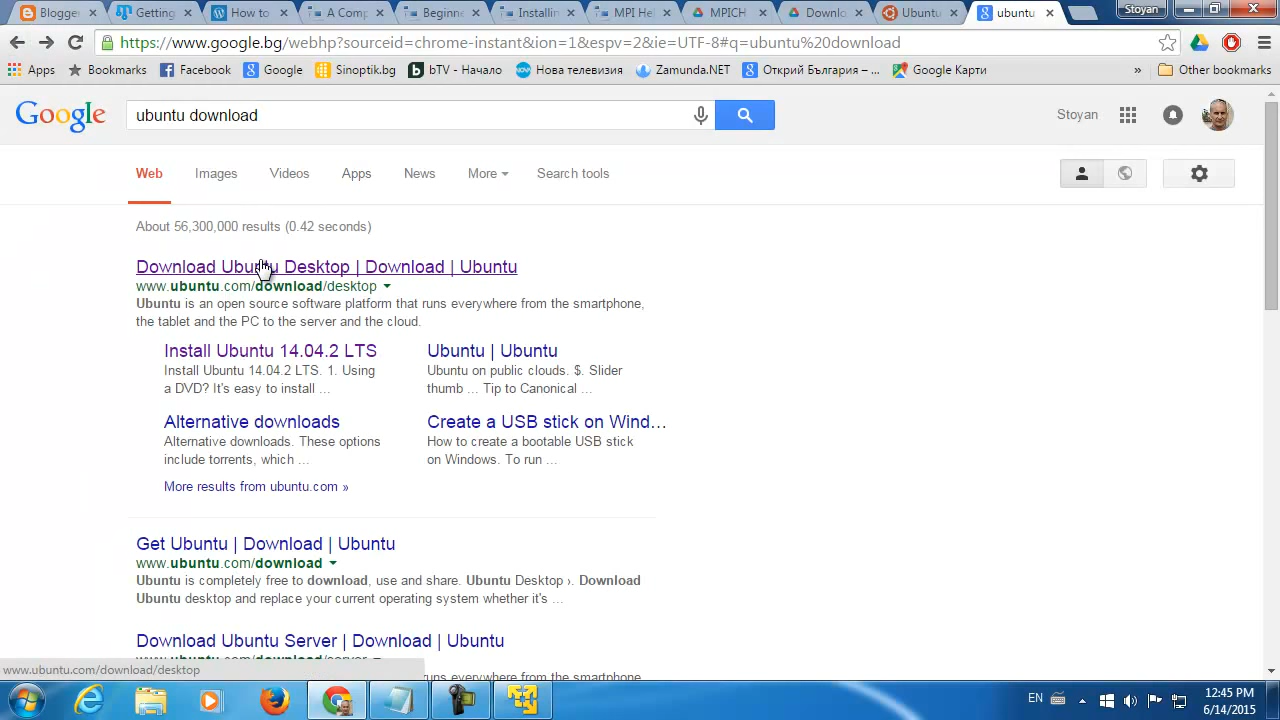 Blogger
Getting
How to
A Comp
Beginne
Installin
MPI He
MPICH
Downlo
Ubuntu
ubuntu
Stoyan
https://www.google.bg/webhp?sourceid=chrome-instant&ion=1&espv=2&ie=UTF-8#q=ubuntu%20download
Apps Bookmarks Facebook Google Sinoptik.bg bTV - Начало Нова телевизия Zamunda.NET Открий България – ... Google Карти » Other bookmarks
Google ubuntu download Stoyan
Web Images Videos Apps News More Search tools
About 56,300,000 results (0.42 seconds)
Download Ubuntu Desktop | Download | Ubuntu
www.ubuntu.com/download/desktop
Ubuntu is an open source software platform that runs everywhere from the smartphone,
the tablet and the PC to the server and the cloud.
Install Ubuntu 14.04.2 LTS
Install Ubuntu 14.04.2 LTS. 1. Using
a DVD? It's easy to install ...
Ubuntu | Ubuntu
Ubuntu on public clouds. $. Slider
thumb ... Tip to Canonical ...
Alternative downloads
Alternative downloads. These options
include torrents, which ...
Create a USB stick on Wind...
How to create a bootable USB stick
on Windows. To run ...
More results from ubuntu.com »
Get Ubuntu | Download | Ubuntu
www.ubuntu.com/download
Ubuntu is completely free to download, use and share. Ubuntu Desktop ›. Download
Ubuntu desktop and replace your current operating system whether it's ...
Download Ubuntu Server | Download | Ubuntu
www.ubuntu.com/download/server
www.ubuntu.com/download/desktop
runs everywhere from the smartphone,
EN
12:45 PM
6/14/2015